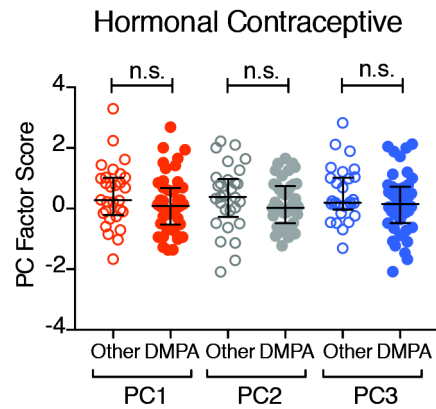 Hormonal Contraceptive
n.s. n.s. n.s.
4
2
0
-2
-4
PC Factor Score
Other DMPA Other DMPA Other DMPA
PC1 PC2 PC3